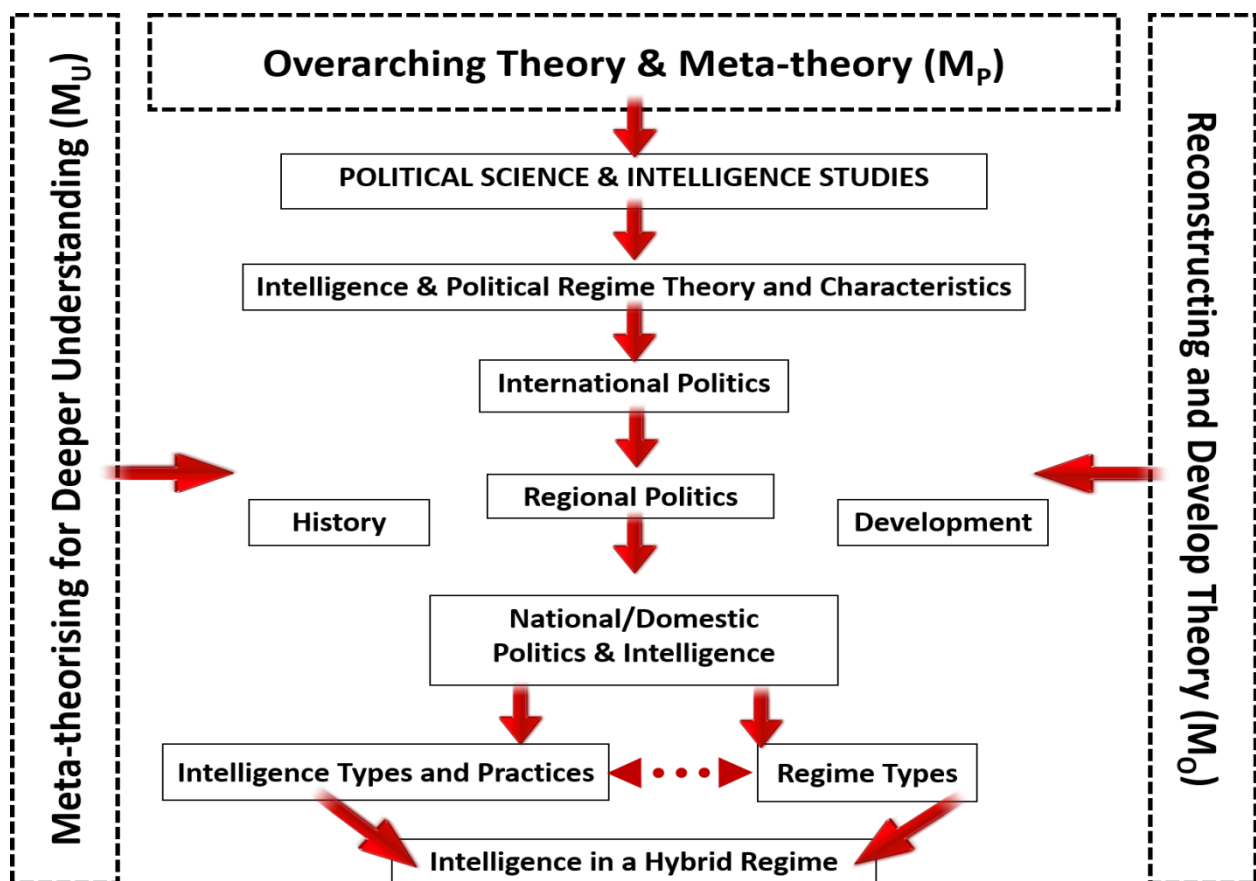 Overarching Theory & Meta-theory (MP)
Meta-theorising for Deeper Understanding (MU)
Reconstructing and Develop Theory (MO)
POLITICAL SCIENCE & INTELLIGENCE STUDIES
Intelligence & Political Regime Theory and Characteristics
International Politics
Regional Politics
History
Development
National/Domestic
Politics & Intelligence
Intelligence Types and Practices
Regime Types
Intelligence in a Hybrid Regime